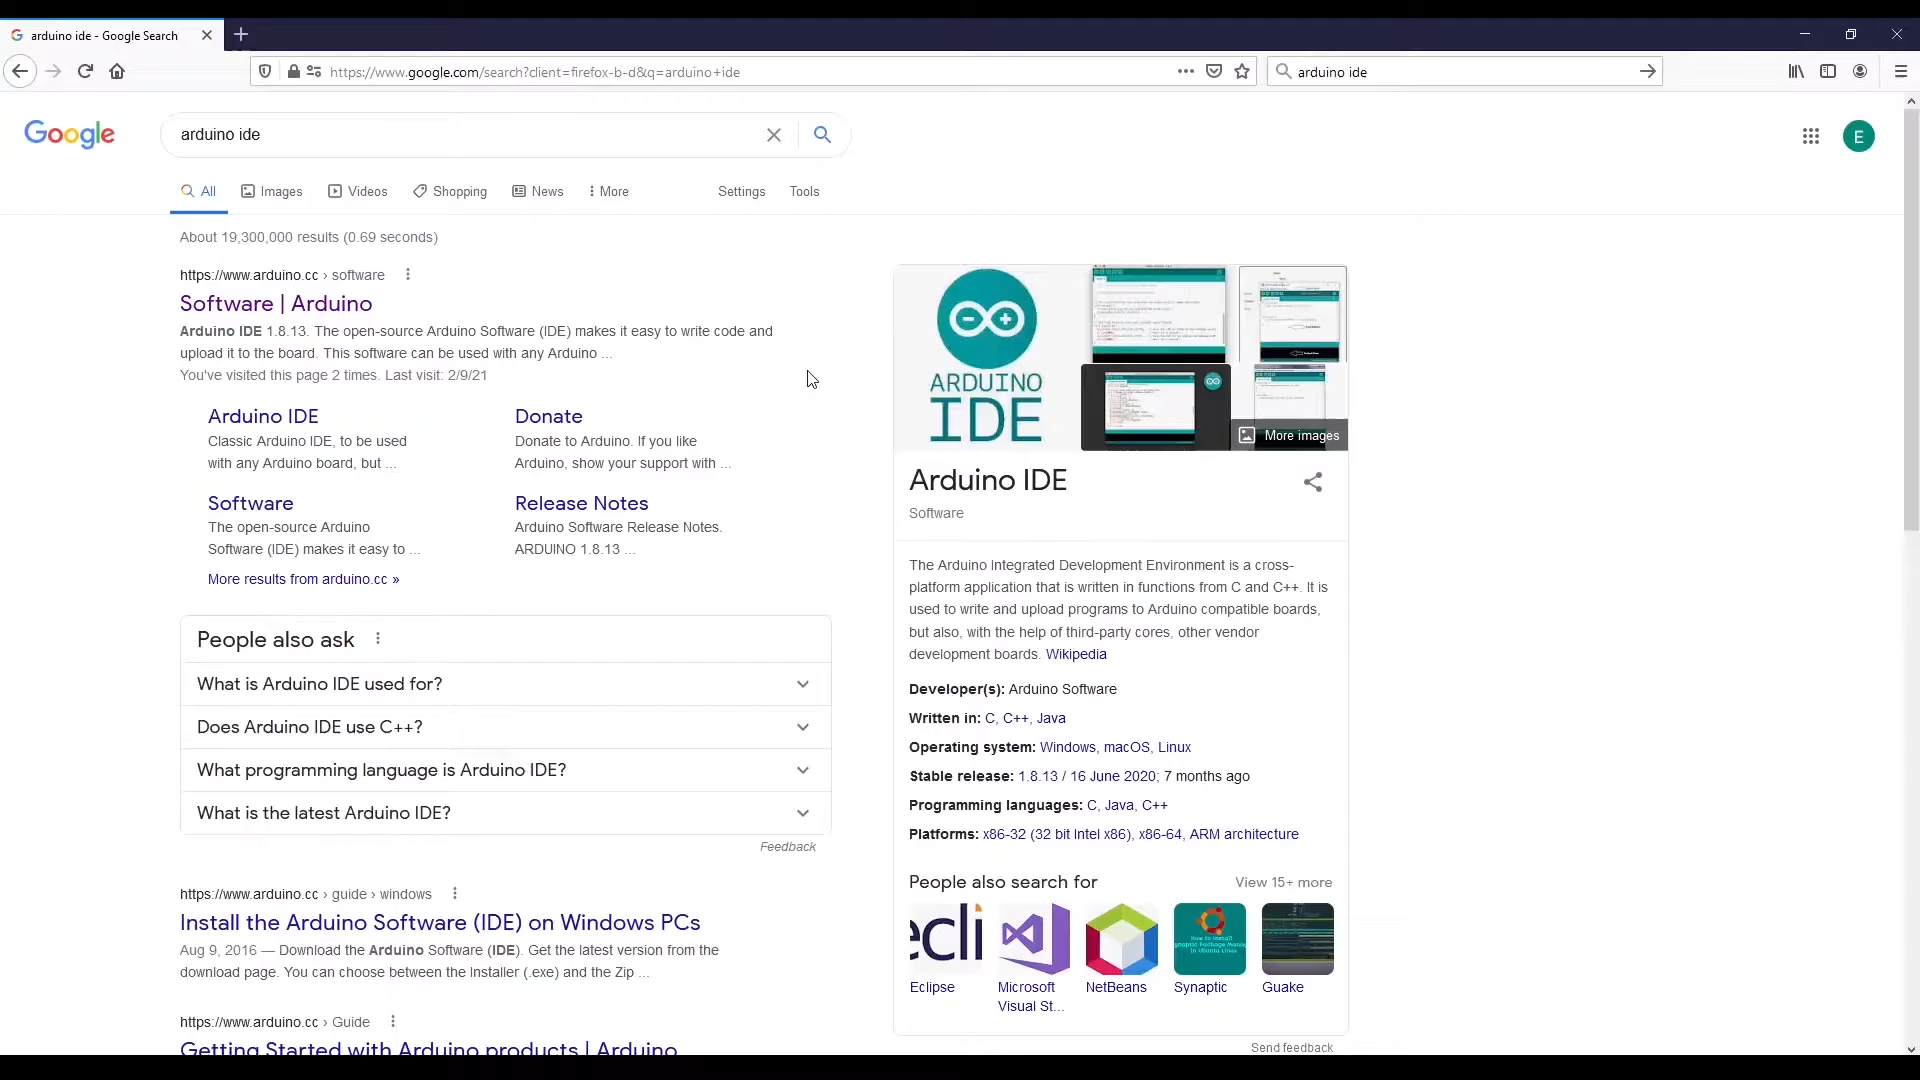 arduino ide - Google Search
https://www.google.com/search?client=firefox-b-d&q=arduino+ide
arduino ide
Google
arduino ide
E
All
Images
Videos
Shopping
News
More
Settings
Tools
About 19,300,000 results (0.69 seconds)
https://www.arduino.cc › software
Software | Arduino
Arduino IDE 1.8.13. The open-source Arduino Software (IDE) makes it easy to write code and
upload it to the board. This software can be used with any Arduino ...
You've visited this page 2 times. Last visit: 2/9/21
Arduino IDE
Classic Arduino IDE, to be used
with any Arduino board, but ...
Donate
Donate to Arduino. If you like
Arduino, show your support with ...
Software
The open-source Arduino
Software (IDE) makes it easy to ...
Release Notes
Arduino Software Release Notes.
ARDUINO 1.8.13 ...
More results from arduino.cc »
People also ask
What is Arduino IDE used for?
Does Arduino IDE use C++?
What programming language is Arduino IDE?
What is the latest Arduino IDE?
Feedback
https://www.arduino.cc › guide › windows
Install the Arduino Software (IDE) on Windows PCs
Aug 9, 2016 — Download the Arduino Software (IDE). Get the latest version from the
download page. You can choose between the Installer (.exe) and the Zip ...
https://www.arduino.cc › Guide
Getting Started with Arduino products | Arduino
ARDUINO
IDE
More images
Arduino IDE
Software
The Arduino Integrated Development Environment is a cross-
platform application that is written in functions from C and C++. It is
used to write and upload programs to Arduino compatible boards,
but also, with the help of third-party cores, other vendor
development boards. Wikipedia
Developer(s): Arduino Software
Written in: C, C++, Java
Operating system: Windows, macOS, Linux
Stable release: 1.8.13 / 16 June 2020; 7 months ago
Programming languages: C, Java, C++
Platforms: x86-32 (32 bit Intel x86), x86-64, ARM architecture
People also search for
View 15+ more
ecli
How to Install
Synaptic Package Manag
in Ubuntu Linux
Eclipse
Microsoft
Visual St...
NetBeans
Synaptic
Guake
Send feedback